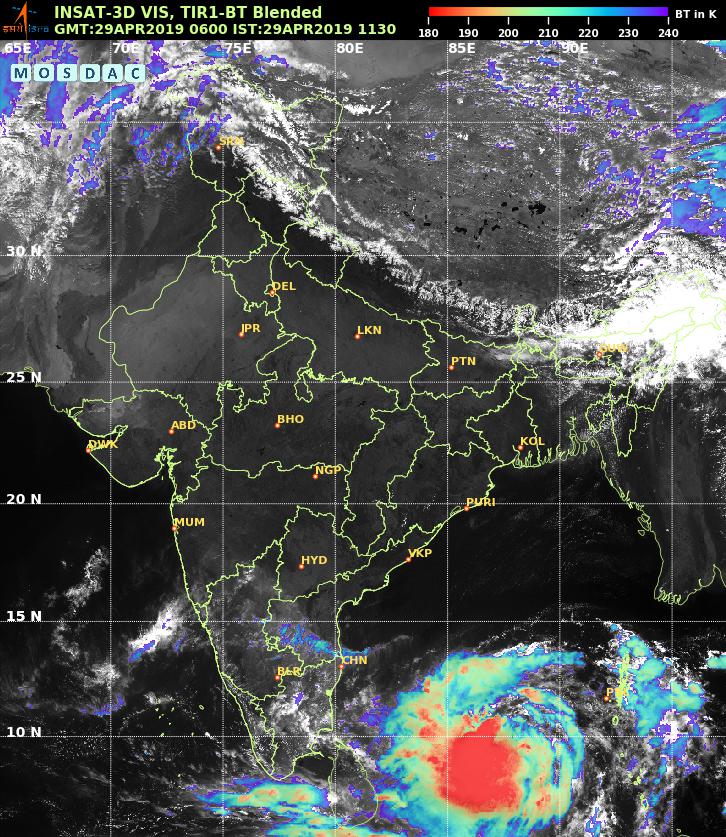 INSAT-3D VIS, TIR1-BT Blended
GMT:29APR2019 0600 IST:29APR2019 1130
BT in K
180 190 200 210 220 230 240
65E 70E 75E 80E 85E 90E
MOSDAC
SRN
30 N
DEL
JPR LKN
PTN
25 N
ABD BHO
DWK KOL
NGP
20 N PURI
MUM
HYD VKP
15 N
CHN
BLR
10 N